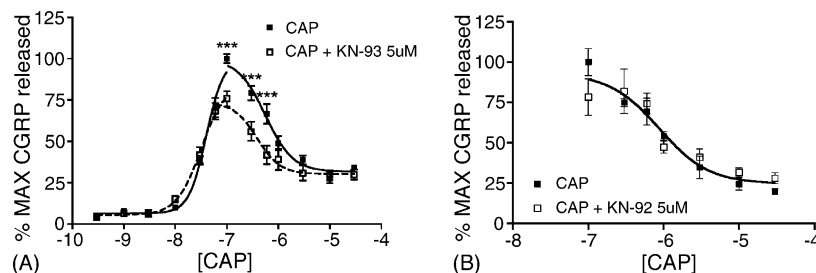 % MAX CGRP released
125
100
75
50
25
0
-10 -9 -8 -7 -6 -5 -4
[CAP]
(A)
CAP
CAP + KN-93 5uM
***
***
***
% MAX CGRP released
125
100
75
50
25
0
-8 -7 -6 -5 -4
[CAP]
(B)
CAP
CAP + KN-92 5uM